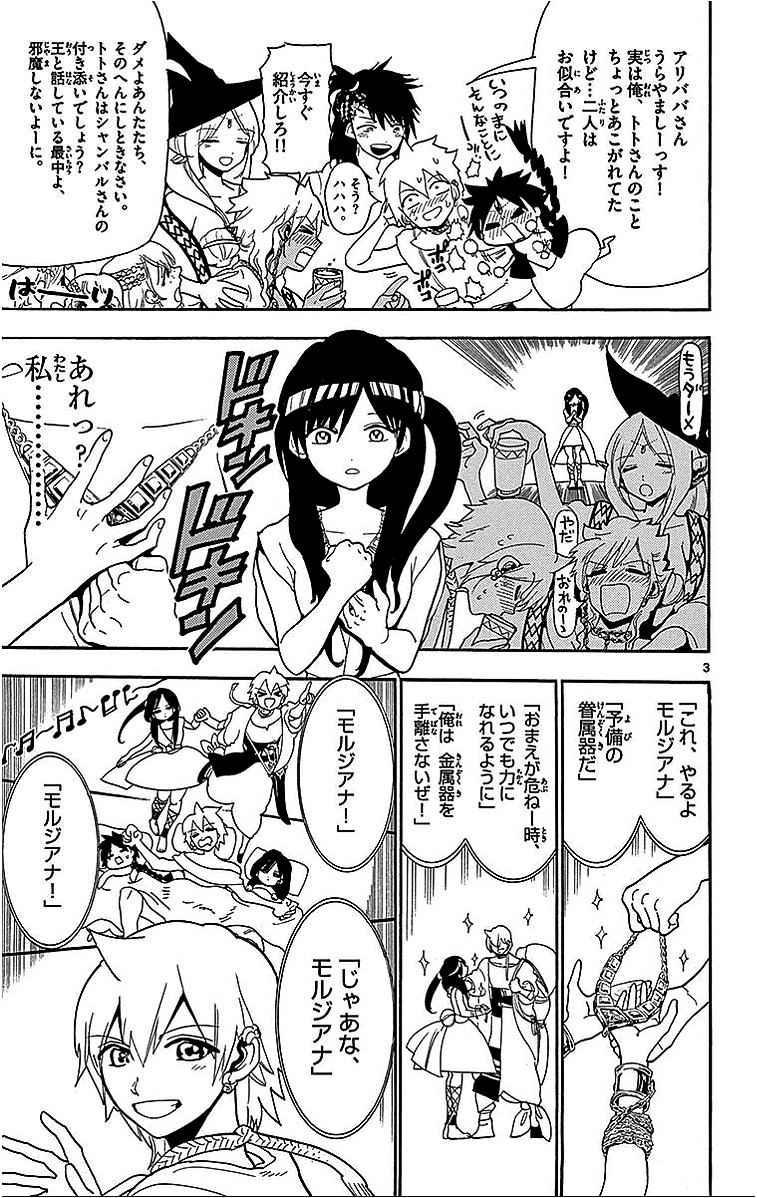 アリババさん
うらやましーっす!
実は俺、トトさんのこと
ちょっとあこがれてた
けど…二人は
お似合いですよ!
いつのまに
そんなことに
ポコ
ポコ
今すぐ
紹介しろ!!
そう?
ハハハ。
ダメよあんたたち、
そのへんにしときなさい。
トトさんはシャンバルさんの
付き添いでしょう?
王と話している最中よ、
邪魔しないよーに。
はーい
もうダーメ
やだ
おれのー
ドキン
ドキン
あれっ?
私………
3
「これ、やるよ
モルジアナ」
「予備の
眷属器だ」
「おまえが危ねー時、
いつでも力に
なれるように」
「俺は金属器を
手離さないぜ!」
「モルジアナ!」
「モルジアナ!」
「じゃあな、
モルジアナ」